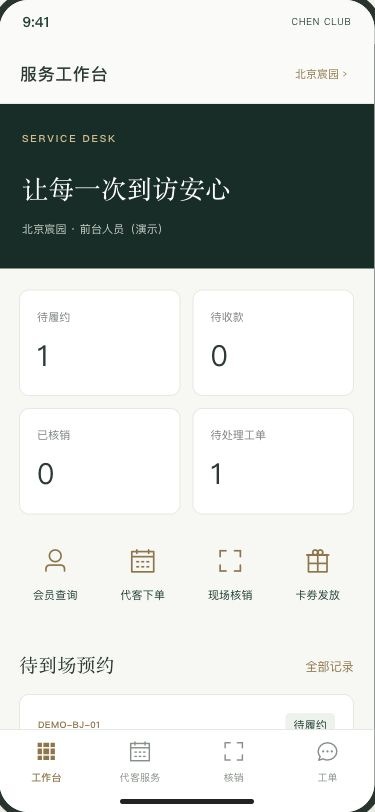 9:41 CHEN CLUB
服务工作台 北京宸园 ›
SERVICE DESK
让每一次到访安心
北京宸园 · 前台人员（演示）
待履约 待收款
1 0
已核销 待处理工单
0 1
会员查询 代客下单 现场核销 卡券发放
待到场预约 全部记录
DEMO-BJ-01 待履约
工作台 代客服务 核销 工单